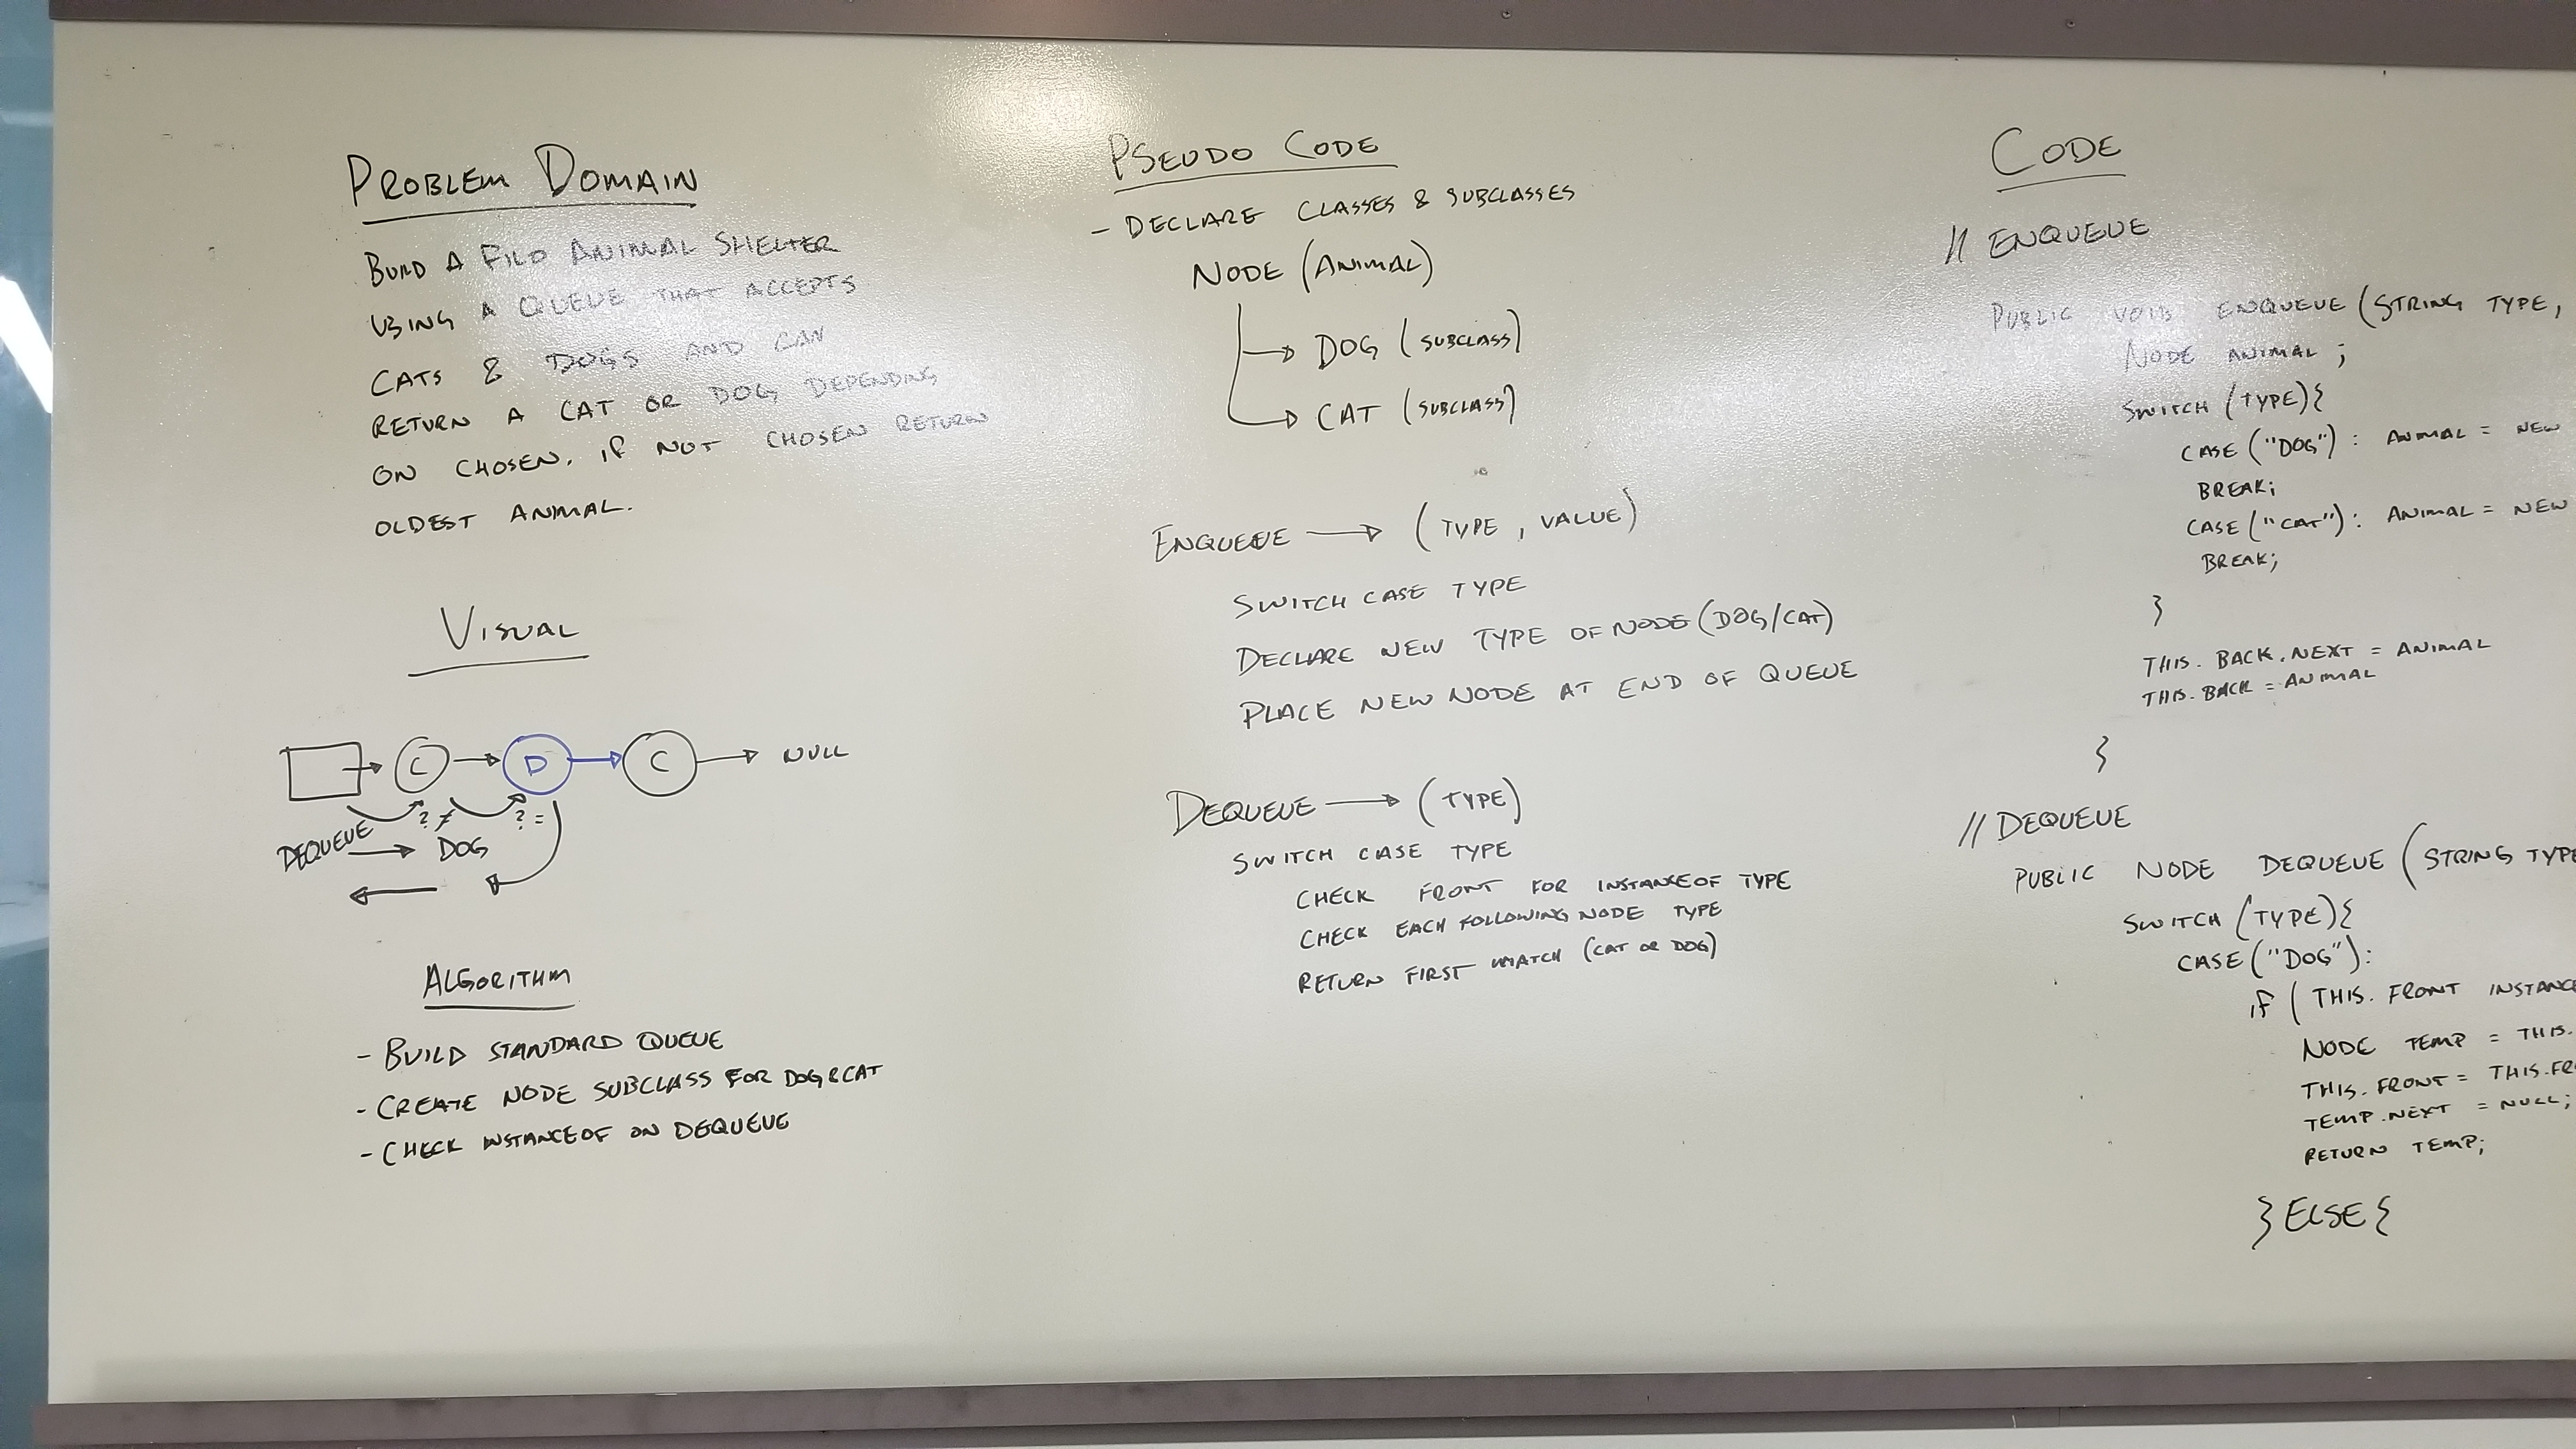 PROBLEM DOMAIN
BUILD A FILO ANIMAL SHELTER
USING A QUEUE THAT ACCEPTS
CATS & DOGS AND CAN
RETURN A CAT OR DOG DEPENDING
ON CHOSEN. IF NOT CHOSEN RETURN
OLDEST ANIMAL.
VISUAL
C D C NULL
? ≠ ? =
DEQUEUE DOG
ALGORITHM
- BUILD STANDARD QUEUE
- CREATE NODE SUBCLASS FOR DOG & CAT
- CHECK INSTANCEOF ON DEQUEUE
PSEUDO CODE
- DECLARE CLASSES & SUBCLASSES
NODE (ANIMAL)
DOG (SUBCLASS)
CAT (SUBCLASS)
ENQUEUE → (TYPE, VALUE)
SWITCH CASE TYPE
DECLARE NEW TYPE OF NODE (DOG/CAT)
PLACE NEW NODE AT END OF QUEUE
DEQUEUE → (TYPE)
SWITCH CASE TYPE
CHECK FRONT FOR INSTANCEOF TYPE
CHECK EACH FOLLOWING NODE TYPE
RETURN FIRST MATCH (CAT OR DOG)
CODE
// ENQUEUE
PUBLIC VOID ENQUEUE (STRING TYPE,
NODE ANIMAL;
SWITCH (TYPE){
CASE ("DOG") : ANIMAL = NEW
BREAK;
CASE ("CAT") : ANIMAL = NEW
BREAK;
}
THIS.BACK.NEXT = ANIMAL
THIS.BACK = ANIMAL
}
// DEQUEUE
PUBLIC NODE DEQUEUE (STRING TYPE
SWITCH (TYPE){
CASE ("DOG"):
IF ( THIS.FRONT INSTANCE
NODE TEMP = THIS.
THIS.FRONT = THIS.FR
TEMP.NEXT = NULL;
RETURN TEMP;
} ELSE {